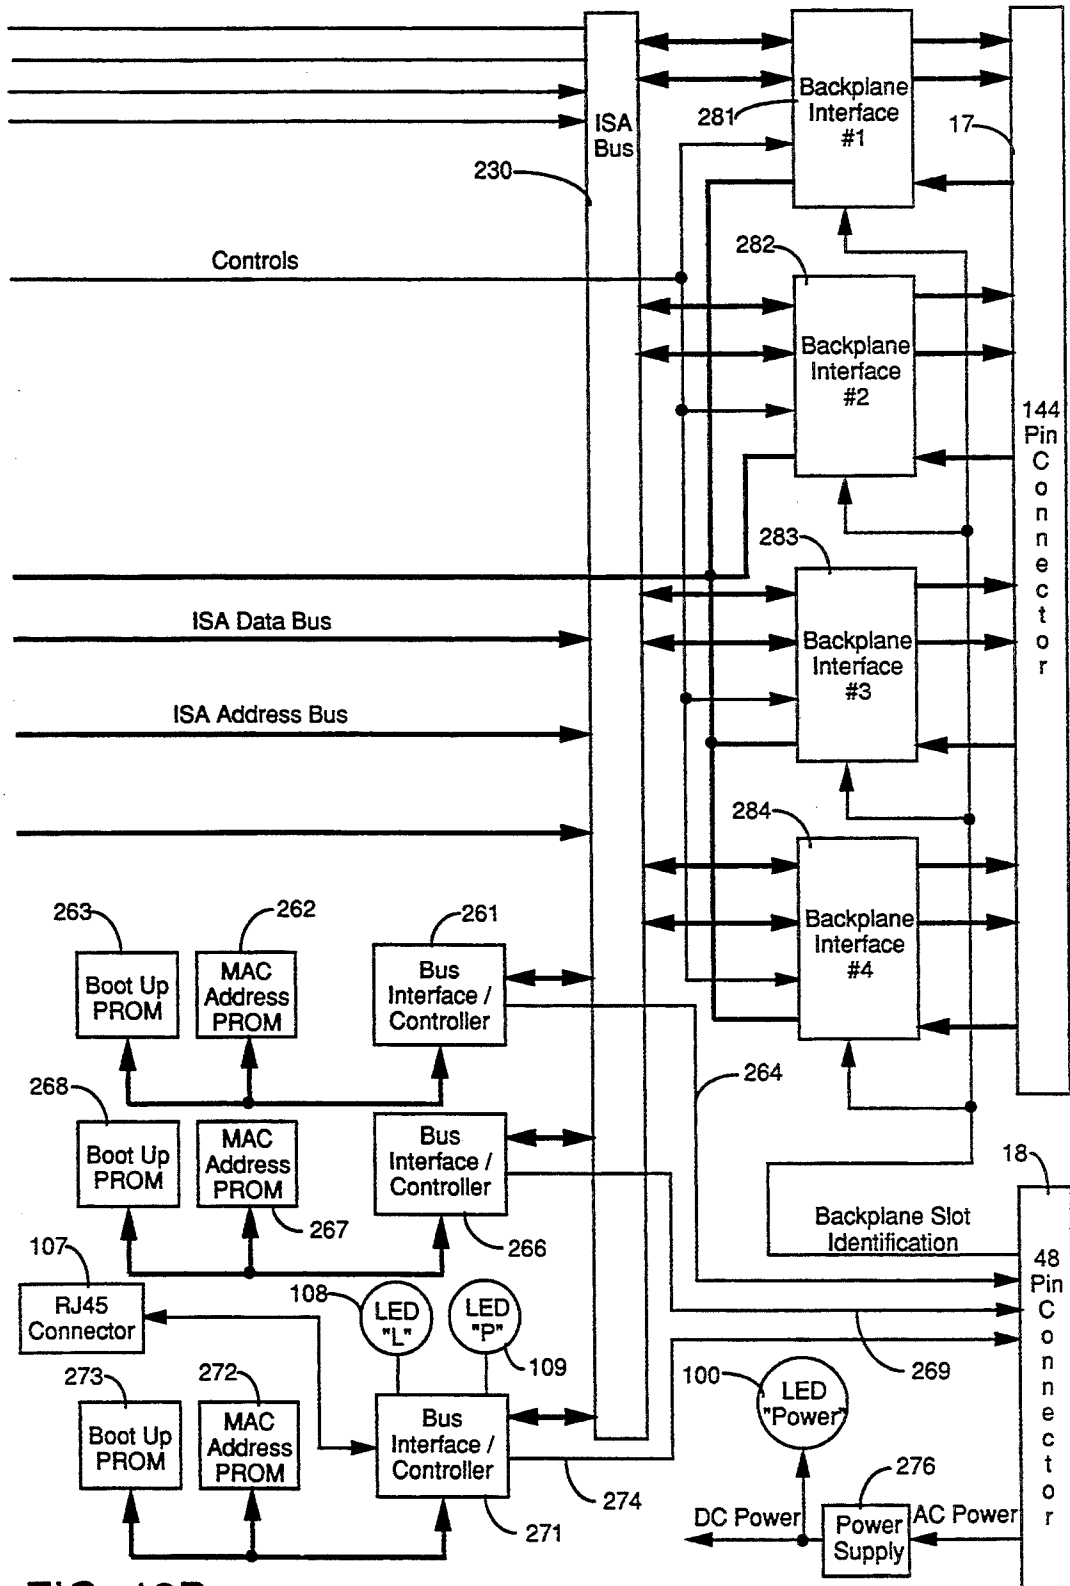 ISA
Bus
230
Backplane
Interface
#1
281
17
Controls
282
Backplane
Interface
#2
144
Pin
C
o
n
n
e
c
t
o
r
283
ISA Data Bus
Backplane
Interface
#3
ISA Address Bus
284
Backplane
Interface
#4
263
262
261
Boot Up
PROM
MAC
Address
PROM
Bus
Interface /
Controller
264
268
Boot Up
PROM
MAC
Address
PROM
267
Bus
Interface /
Controller
266
18
Backplane Slot
Identification
48
Pin
C
o
n
n
e
c
t
o
r
107
RJ45
Connector
108
LED
"L"
LED
"P"
109
269
100
LED
"Power"
273
272
Boot Up
PROM
MAC
Address
PROM
Bus
Interface /
Controller
271
274
276
DC Power
Power
Supply
AC Power